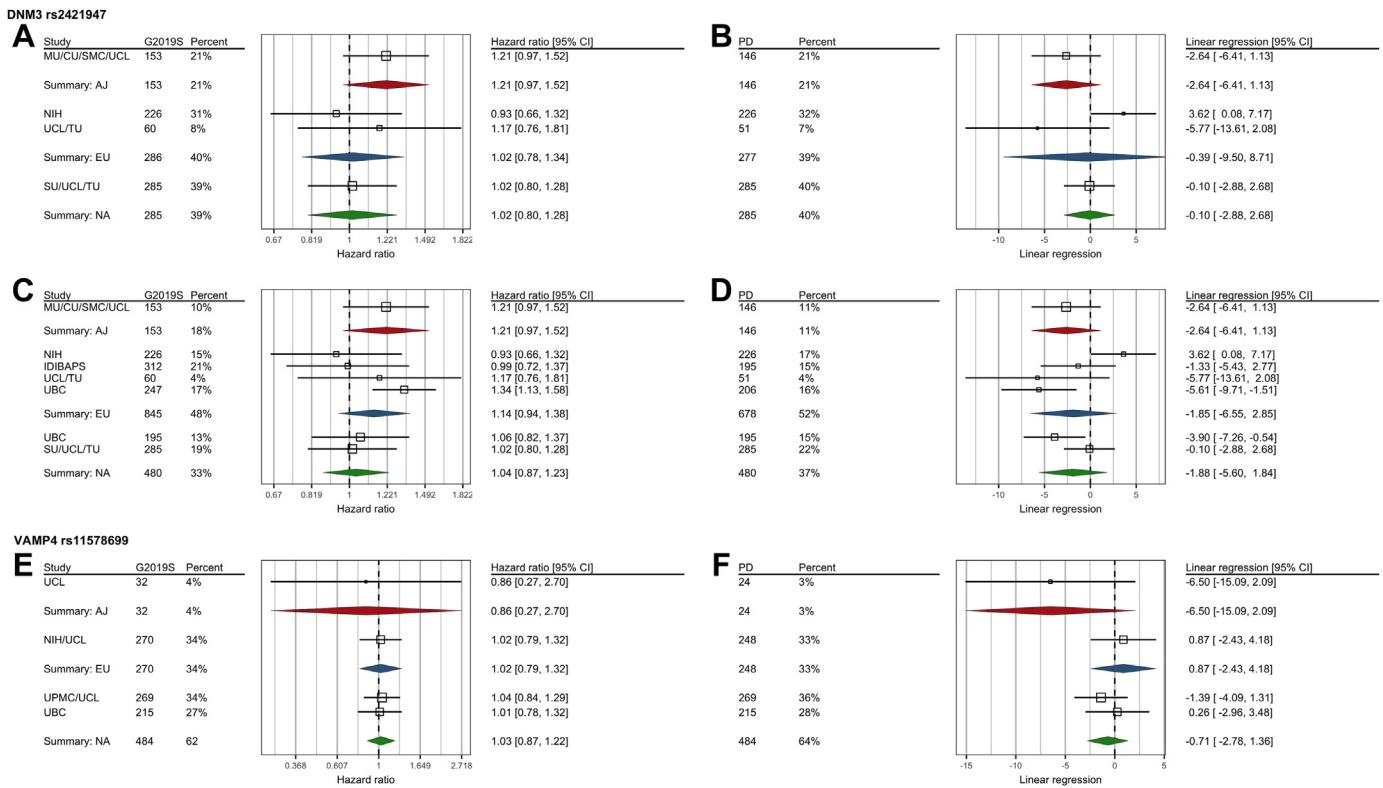 DNM3 rs2421947
A
Study G2019S Percent Hazard ratio [95% CI]
MU/CU/SMC/UCL 153 21% 1.21 [0.97, 1.52]
Summary: AJ 153 21% 1.21 [0.97, 1.52]
NIH 226 31% 0.93 [0.66, 1.32]
UCL/TU 60 8% 1.17 [0.76, 1.81]
Summary: EU 286 40% 1.02 [0.78, 1.34]
SU/UCL/TU 285 39% 1.02 [0.80, 1.28]
Summary: NA 285 39% 1.02 [0.80, 1.28]
0.67 0.819 1 1.221 1.492 1.822
Hazard ratio
B
PD Percent Linear regression [95% CI]
146 21% -2.64 [ -6.41, 1.13]
146 21% -2.64 [ -6.41, 1.13]
226 32% 3.62 [ 0.08, 7.17]
51 7% -5.77 [-13.61, 2.08]
277 39% -0.39 [ -9.50, 8.71]
285 40% -0.10 [ -2.88, 2.68]
285 40% -0.10 [ -2.88, 2.68]
-10 -5 0 5
Linear regression
C
Study G2019S Percent Hazard ratio [95% CI]
MU/CU/SMC/UCL 153 10% 1.21 [0.97, 1.52]
Summary: AJ 153 18% 1.21 [0.97, 1.52]
NIH 226 15% 0.93 [0.66, 1.32]
IDIBAPS 312 21% 0.99 [0.72, 1.37]
UCL/TU 60 4% 1.17 [0.76, 1.81]
UBC 247 17% 1.34 [1.13, 1.58]
Summary: EU 845 48% 1.14 [0.94, 1.38]
UBC 195 13% 1.06 [0.82, 1.37]
SU/UCL/TU 285 19% 1.02 [0.80, 1.28]
Summary: NA 480 33% 1.04 [0.87, 1.23]
0.67 0.819 1 1.221 1.492 1.822
Hazard ratio
D
PD Percent Linear regression [95% CI]
146 11% -2.64 [ -6.41, 1.13]
146 11% -2.64 [ -6.41, 1.13]
226 17% 3.62 [ 0.08, 7.17]
195 15% -1.33 [ -5.43, 2.77]
51 4% -5.77 [-13.61, 2.08]
206 16% -5.61 [ -9.71, -1.51]
678 52% -1.85 [ -6.55, 2.85]
195 15% -3.90 [ -7.26, -0.54]
285 22% -0.10 [ -2.88, 2.68]
480 37% -1.88 [ -5.60, 1.84]
-10 -5 0 5
Linear regression
VAMP4 rs11578699
E
Study G2019S Percent Hazard ratio [95% CI]
UCL 32 4% 0.86 [0.27, 2.70]
Summary: AJ 32 4% 0.86 [0.27, 2.70]
NIH/UCL 270 34% 1.02 [0.79, 1.32]
Summary: EU 270 34% 1.02 [0.79, 1.32]
UPMC/UCL 269 34% 1.04 [0.84, 1.29]
UBC 215 27% 1.01 [0.78, 1.32]
Summary: NA 484 62 1.03 [0.87, 1.22]
0.368 0.607 1 1.649 2.718
Hazard ratio
F
PD Percent Linear regression [95% CI]
24 3% -6.50 [-15.09, 2.09]
24 3% -6.50 [-15.09, 2.09]
248 33% 0.87 [ -2.43, 4.18]
248 33% 0.87 [ -2.43, 4.18]
269 36% -1.39 [ -4.09, 1.31]
215 28% 0.26 [ -2.96, 3.48]
484 64% -0.71 [ -2.78, 1.36]
-15 -10 -5 0 5
Linear regression